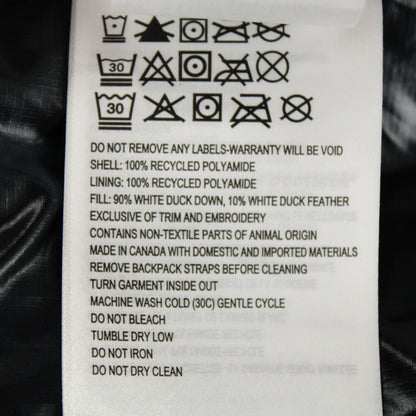 30
30
DO NOT REMOVE ANY LABELS-WARRANTY WILL BE VOID
SHELL: 100% RECYCLED POLYAMIDE
LINING: 100% RECYCLED POLYAMIDE
FILL: 90% WHITE DUCK DOWN, 10% WHITE DUCK FEATHER
EXCLUSIVE OF TRIM AND EMBROIDERY
CONTAINS NON-TEXTILE PARTS OF ANIMAL ORIGIN
MADE IN CANADA WITH DOMESTIC AND IMPORTED MATERIALS
REMOVE BACKPACK STRAPS BEFORE CLEANING
TURN GARMENT INSIDE OUT
MACHINE WASH COLD (30C) GENTLE CYCLE
DO NOT BLEACH
TUMBLE DRY LOW
DO NOT IRON
DO NOT DRY CLEAN